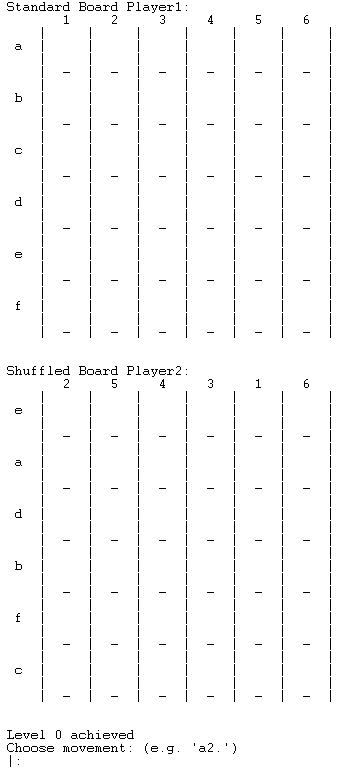 Standard Board Player1:
1 2 3 4 5 6
a
b
c
d
e
f
Shuffled Board Player2:
2 5 4 3 1 6
e
a
d
b
f
c
Level 0 achieved
Choose movement: (e.g. 'a2.')
|: